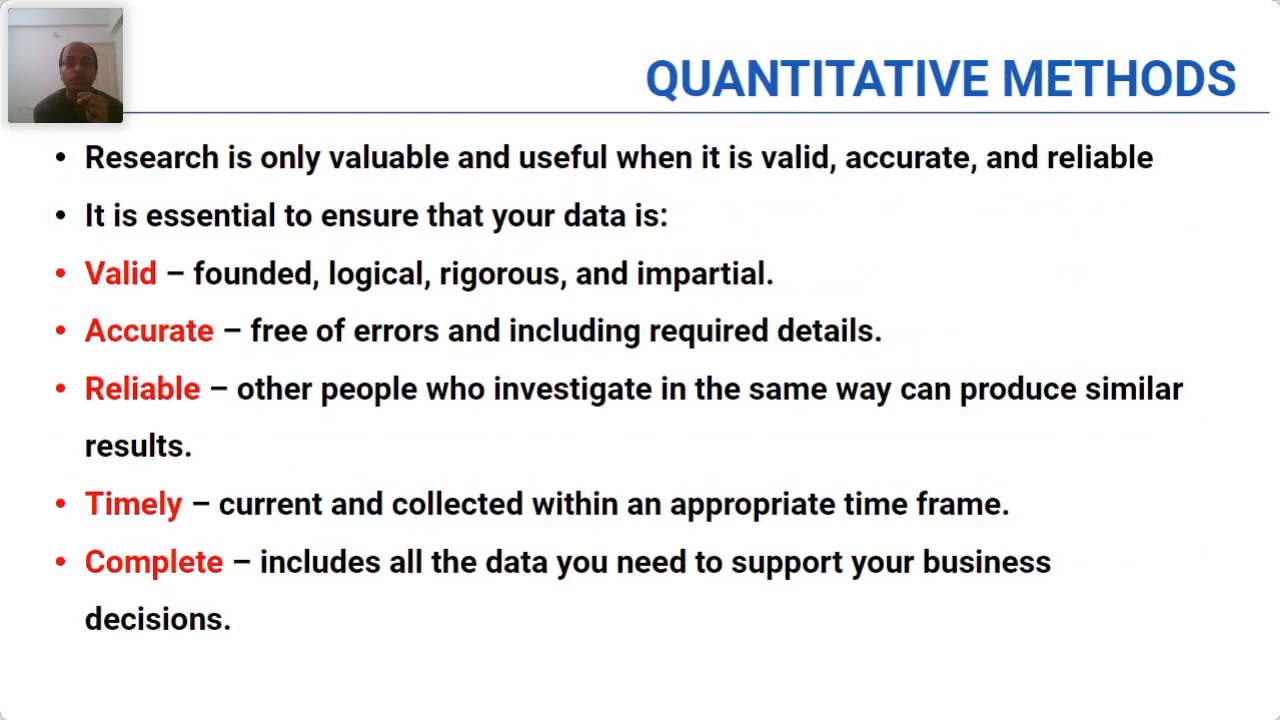 QUANTITATIVE METHODS
• Research is only valuable and useful when it is valid, accurate, and reliable
• It is essential to ensure that your data is:
• Valid – founded, logical, rigorous, and impartial.
• Accurate – free of errors and including required details.
• Reliable – other people who investigate in the same way can produce similar
results.
• Timely – current and collected within an appropriate time frame.
• Complete – includes all the data you need to support your business
decisions.